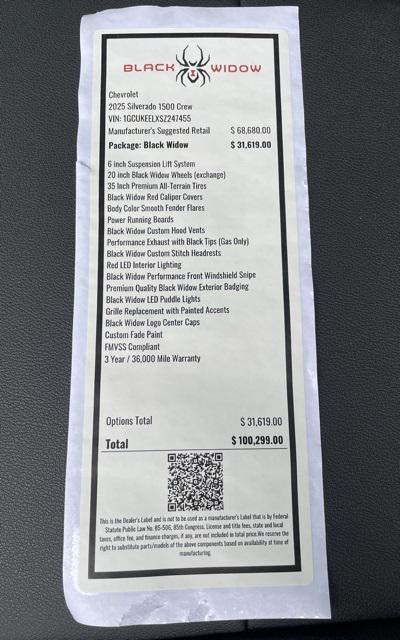 BLACK WIDOW
Chevrolet
2025 Silverado 1500 Crew
VIN: 1GCUKEELXSZ247455
Manufacturer's Suggested Retail $ 68,680.00
Package: Black Widow $ 31,619.00
6 inch Suspension Lift System
20 inch Black Widow Wheels (exchange)
35 Inch Premium All-Terrain Tires
Black Widow Red Caliper Covers
Body Color Smooth Fender Flares
Power Running Boards
Black Widow Custom Hood Vents
Performance Exhaust with Black Tips (Gas Only)
Black Widow Custom Stitch Headrests
Red LED Interior Lighting
Black Widow Performance Front Windshield Snipe
Premium Quality Black Widow Exterior Badging
Black Widow LED Puddle Lights
Grille Replacement with Painted Accents
Black Widow Logo Center Caps
Custom Fade Paint
FMVSS Compliant
3 Year / 36,000 Mile Warranty
Options Total $ 31,619.00
Total $ 100,299.00
This is the Dealer's Label and is not to be used as a manufacturer's Label that is by Federal
Statute Public Law No. 85-506, 85th Congress. License and title fees, state and local
taxes, office fee, and finance charges, if any, are not included in total price.We reserve the
right to substitute parts/models of the above components based on availability at time of
manufacturing.